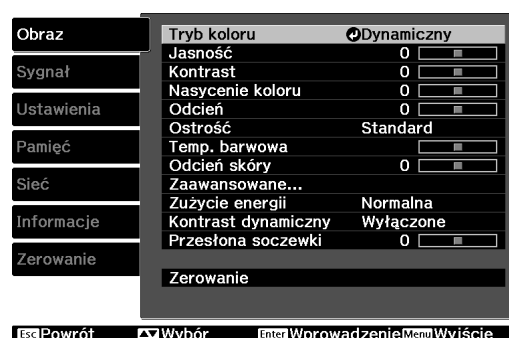 Obraz
Sygnał
Ustawienia
Pamięć
Sieć
Informacje
Zerowanie
Tryb koloru Dynamiczny
Jasność 0
Kontrast 0
Nasycenie koloru 0
Odcień 0
Ostrość Standard
Temp. barwowa
Odcień skóry 0
Zaawansowane...
Zużycie energii Normalna
Kontrast dynamiczny Wyłączone
Przesłona soczewki 0
Zerowanie
Esc Powrót Wybór Enter Wprowadzenie Menu Wyjście